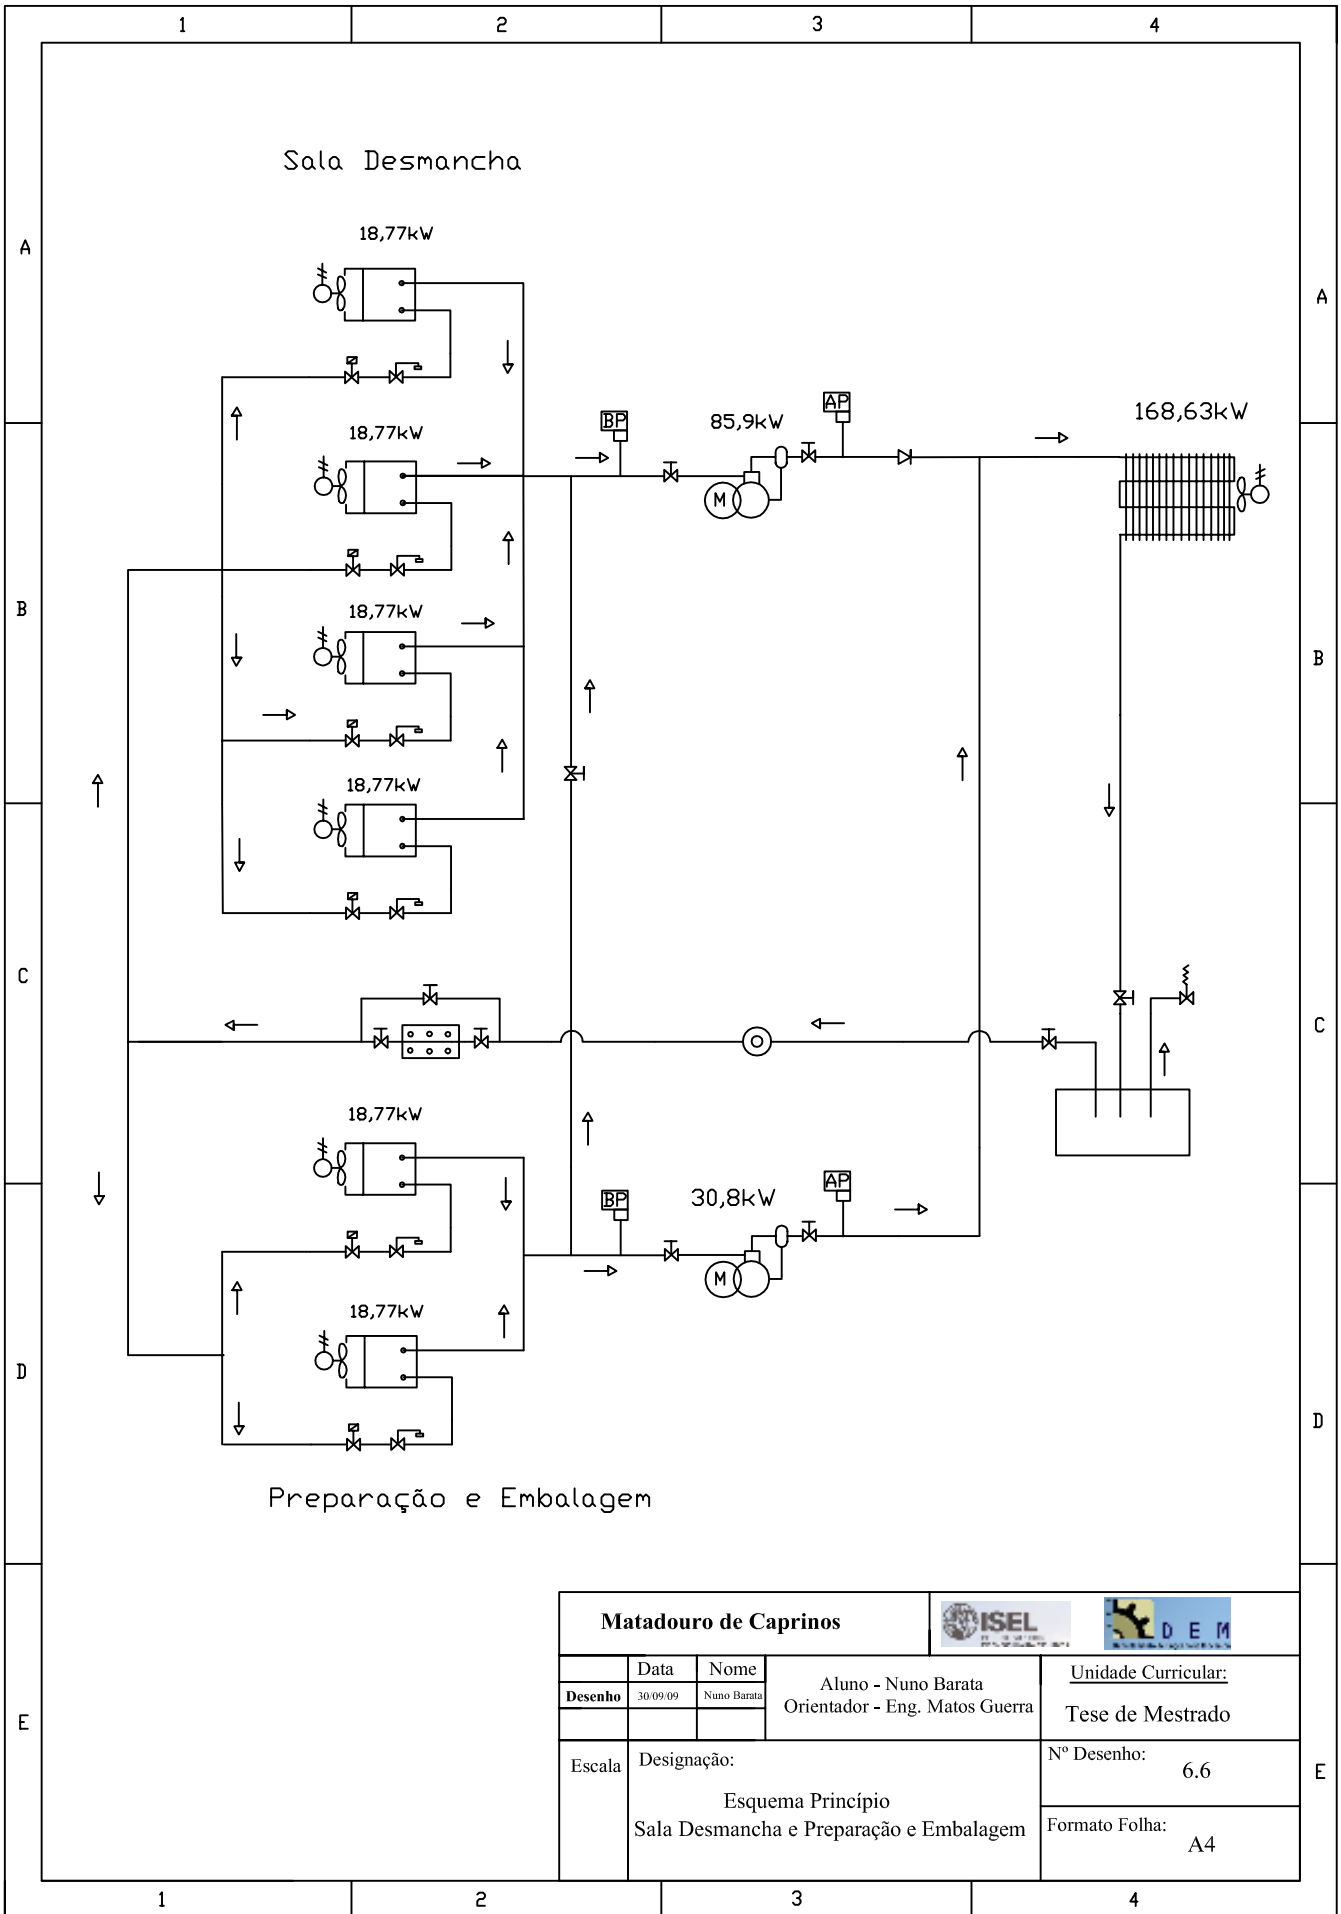 1 2 3 4
Sala Desmancha
18,77kW
A
A
18,77kW
BP
85,9kW
AP
168,63kW
M
B
18,77kW
B
18,77kW
C
C
18,77kW
BP
30,8kW
AP
M
18,77kW
D
D
Preparação e Embalagem
Matadouro de Caprinos
ISEL
D E M
Data
Nome
Desenho
30/09/09
Nuno Barata
Aluno - Nuno Barata
Orientador - Eng. Matos Guerra
Unidade Curricular:
Tese de Mestrado
E
E
Escala
Designação:
Esquema Princípio
Sala Desmancha e Preparação e Embalagem
Nº Desenho:
6.6
Formato Folha:
A4
1 2 3 4